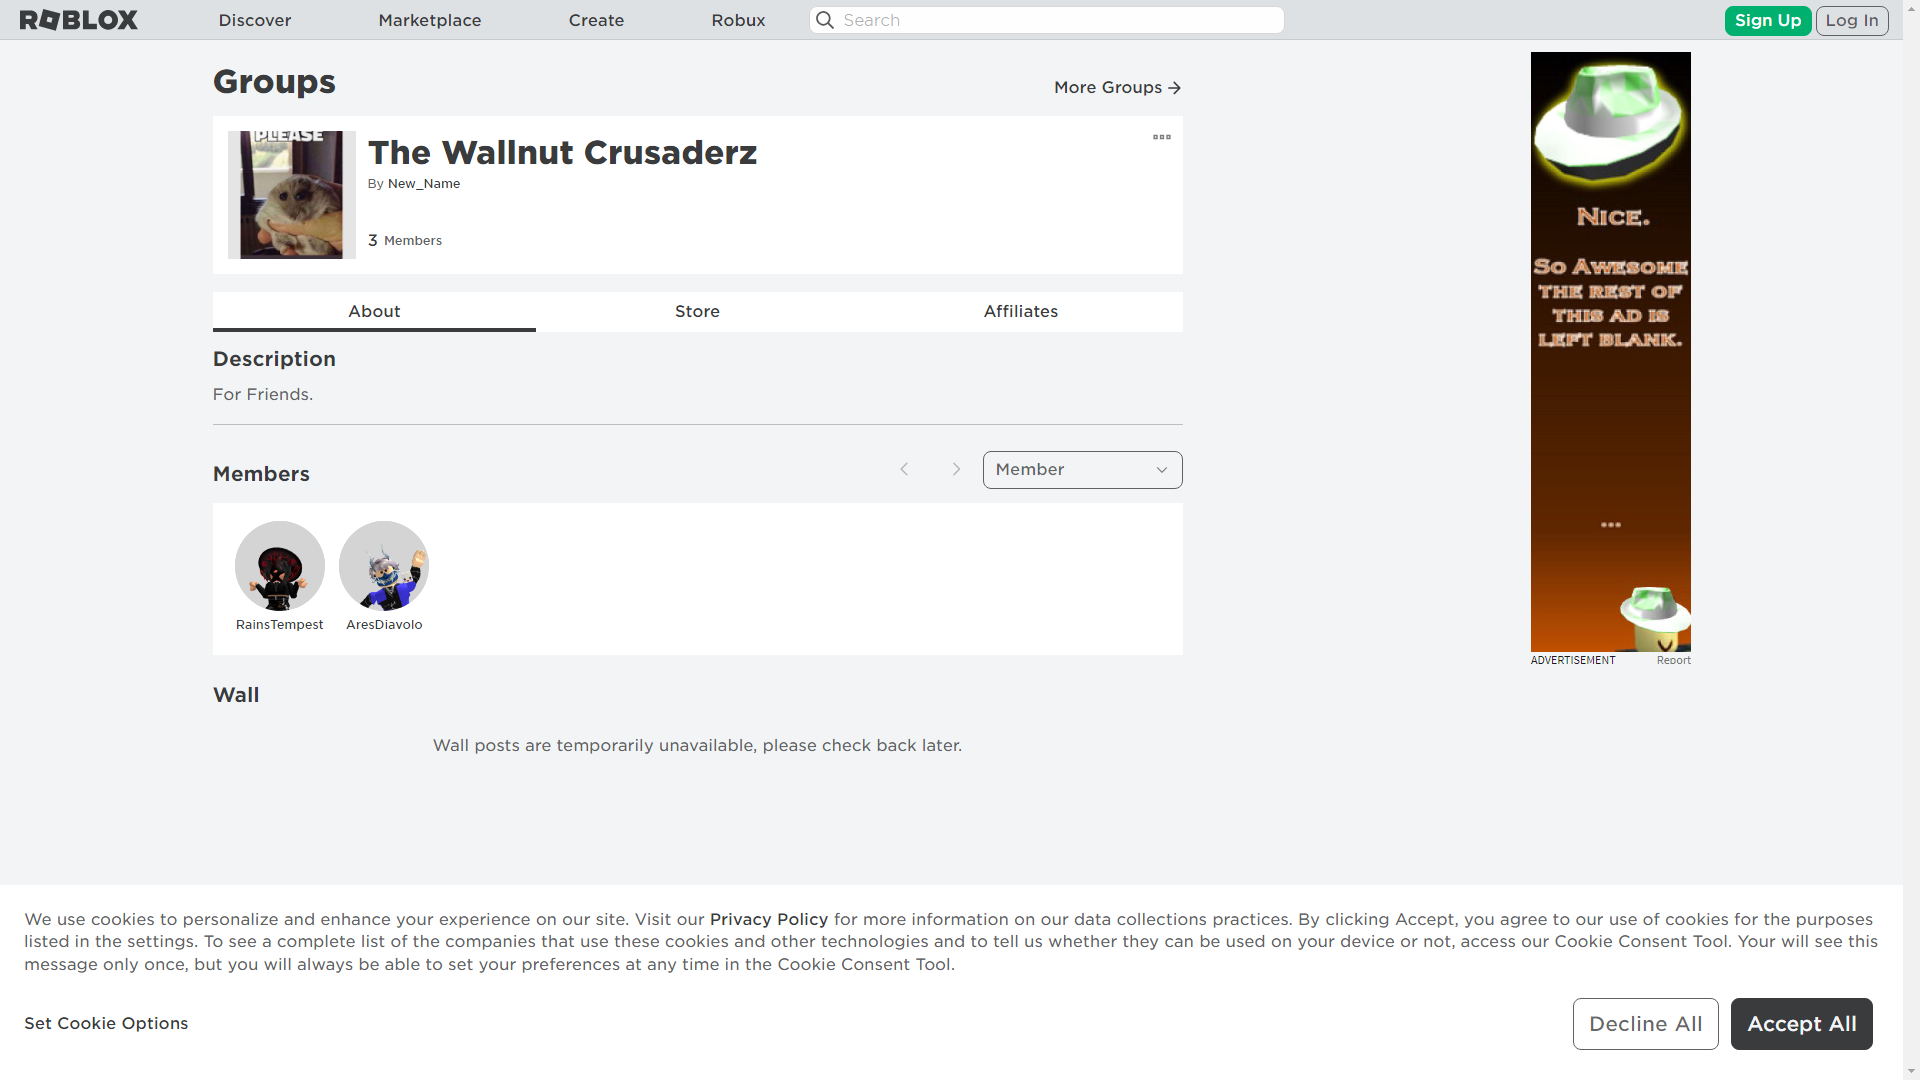 ROBLOX
Discover
Marketplace
Create
Robux
Search
Sign Up
Log In
Groups
More Groups
PLEASE
The Wallnut Crusaderz
By New_Name
3 Members
About
Store
Affiliates
Description
For Friends.
Members
Member
RainsTempest
AresDiavolo
Wall
Wall posts are temporarily unavailable, please check back later.
Nice.
So Awesome
the rest of
this ad is
left blank.
...
ADVERTISEMENT
Report
We use cookies to personalize and enhance your experience on our site. Visit our Privacy Policy for more information on our data collections practices. By clicking Accept, you agree to our use of cookies for the purposes
listed in the settings. To see a complete list of the companies that use these cookies and other technologies and to tell us whether they can be used on your device or not, access our Cookie Consent Tool. Your will see this
message only once, but you will always be able to set your preferences at any time in the Cookie Consent Tool.
Set Cookie Options
Decline All
Accept All